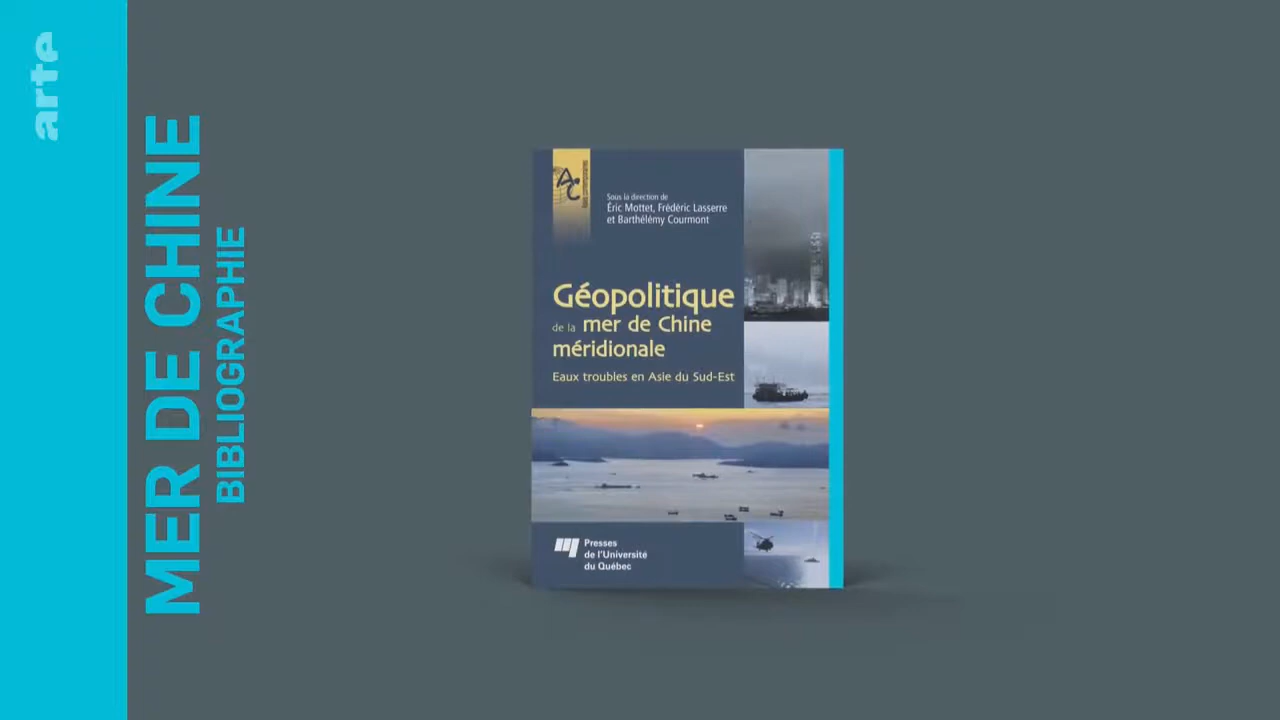 arte
MER DE CHINE
BIBLIOGRAPHIE
AC
Sous la direction de
Éric Mottet, Frédéric Lasserre
et Barthélémy Courmont
Géopolitique
de la mer de Chine
méridionale
Eaux troubles en Asie du Sud-Est
Presses
de l'Université
du Québec